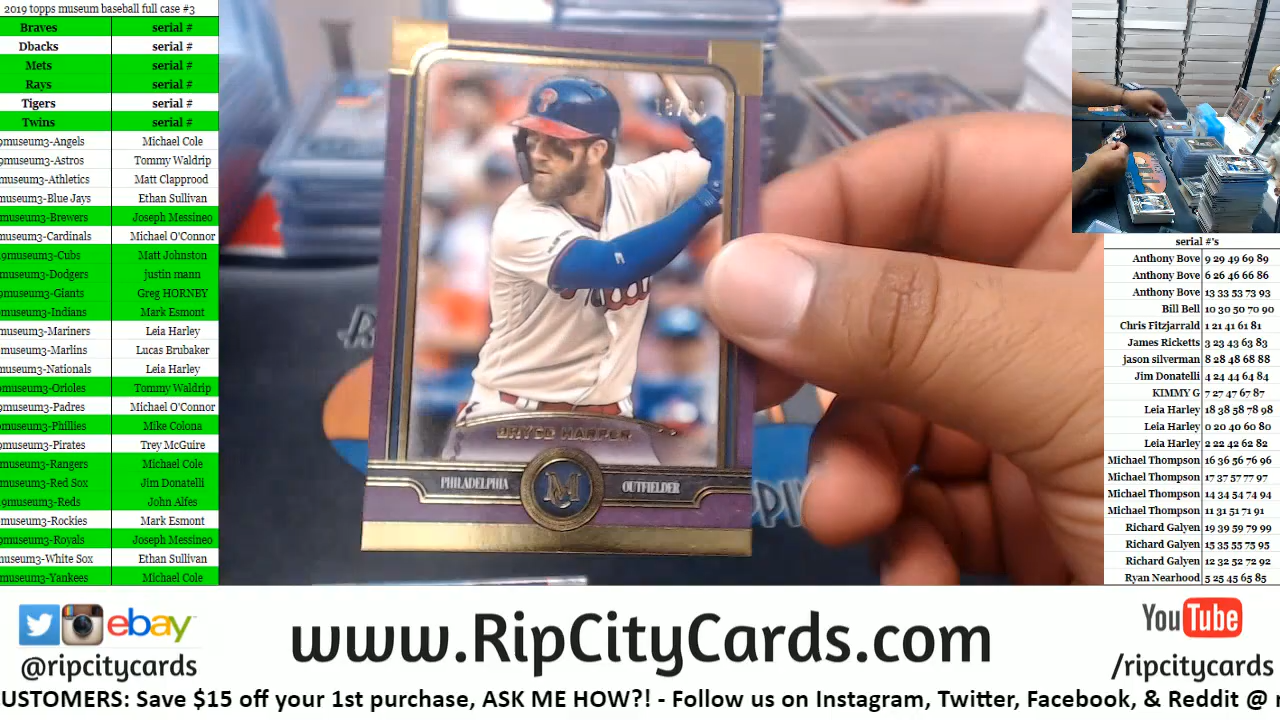 2019 topps museum baseball full case #3
Braves serial #
Dbacks serial #
Mets serial #
Rays serial #
Tigers serial #
Twins serial #
9museum3-Angels Michael Cole
9museum3-Astros Tommy Waldrip
museum3-Athletics Matt Clapprood
museum3-Blue Jays Ethan Sullivan
museum3-Brewers Joseph Messineo
museum3-Cardinals Michael O'Connor
9museum3-Cubs Matt Johnston
museum3-Dodgers justin mann
9museum3-Giants Greg HORNBY
museum3-Indians Mark Esmont
museum3-Mariners Leia Harley
museum3-Marlins Lucas Brubaker
museum3-Nationals Leia Harley
museum3-Orioles Tommy Waldrip
museum3-Padres Michael O'Connor
museum3-Phillies Mike Colona
museum3-Pirates Trey McGuire
museum3-Rangers Michael Cole
museum3-Red Sox Jim Donatelli
9museum3-Reds John Alfes
museum3-Rockies Mark Esmont
museum3-Royals Joseph Messineo
museum3-White Sox Ethan Sullivan
museum3-Yankees Michael Cole
BRYCE HARPER
PHILADELPHIA
OUTFIELDER
serial #'s
Anthony Bove 9 29 49 69 89
Anthony Bove 6 26 46 66 86
Anthony Bove 13 33 53 73 93
Bill Bell 10 30 50 70 90
Chris Fitzjarrald 1 21 41 61 81
James Ricketts 3 23 43 63 83
jason silverman 8 28 48 68 88
Jim Donatelli 4 24 44 64 84
KIMMY G 7 27 47 67 87
Leia Harley 18 38 58 78 98
Leia Harley 0 20 40 60 80
Leia Harley 2 22 42 62 82
Michael Thompson 16 36 56 76 96
Michael Thompson 17 37 57 77 97
Michael Thompson 14 34 54 74 94
Michael Thompson 11 31 51 71 91
Richard Galyen 19 39 59 79 99
Richard Galyen 15 35 55 75 95
Richard Galyen 12 32 52 72 92
Ryan Nearhood 5 25 45 65 85
ebay
@ripcitycards
www.RipCityCards.com
YouTube
/ripcitycards
USTOMERS: Save $15 off your 1st purchase, ASK ME HOW?! - Follow us on Instagram, Twitter, Facebook, & Reddit @